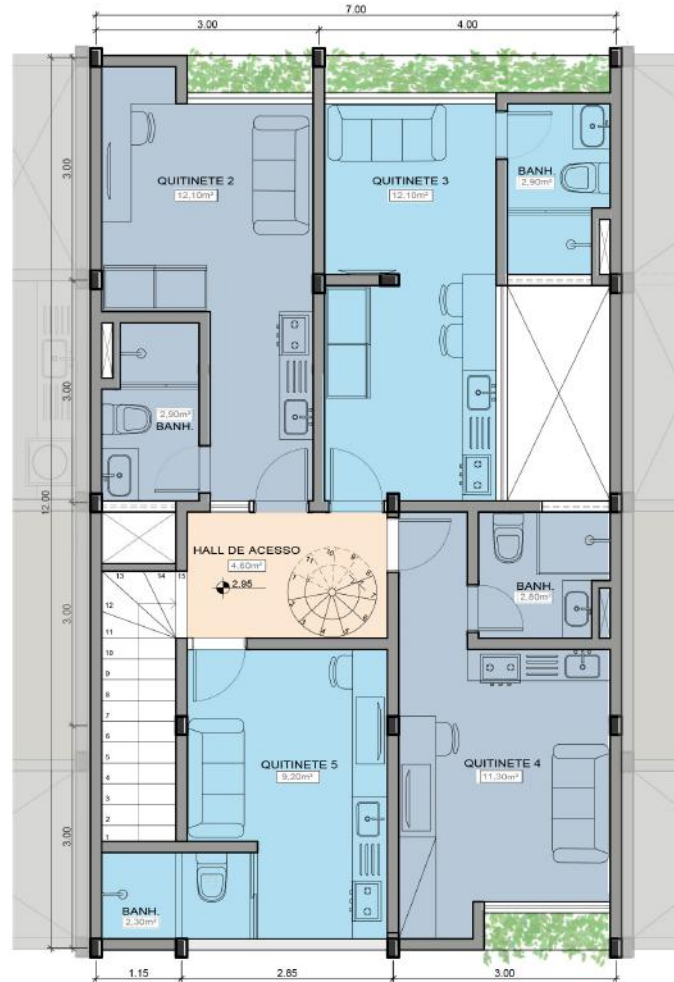 7.00
3.00
4.00
3.00
QUITINETE 2
12,10m²
QUITINETE 3
12,10m²
BANH.
2,90m²
3.00
2,90m²
BANH.
12.00
HALL DE ACESSO
4,60m²
2.95
BANH.
2,80m²
13
14
15
12
11
10
9
8
7
6
5
4
3
2
1
3.00
QUITINETE 5
9,20m²
QUITINETE 4
11,30m²
3.00
BANH.
2,30m²
1.15
2.85
3.00